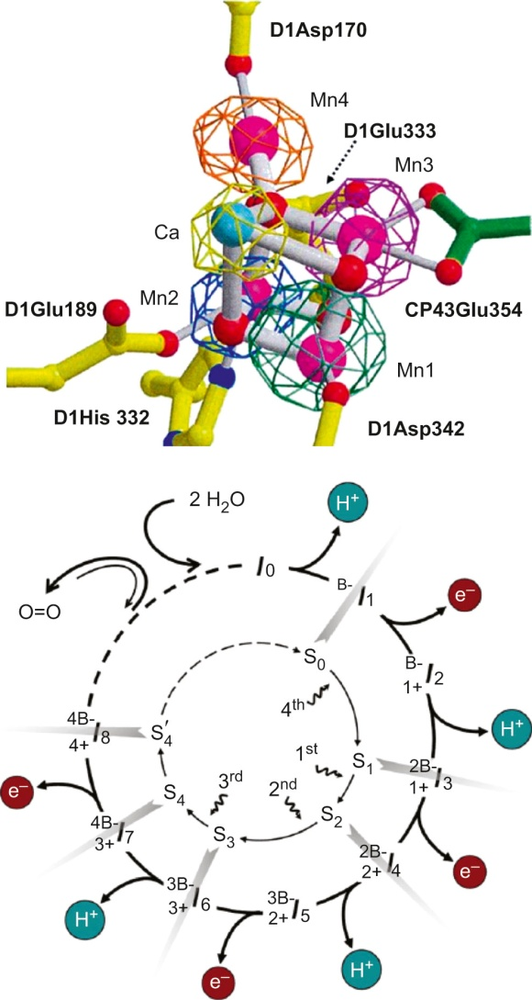 D1Asp170
Mn4
D1Glu333
Mn3
Ca
D1Glu189
Mn2
CP43Glu354
Mn1
D1His 332
D1Asp342
2 H₂O
H⁺
I₀
O=O
B- I₁
e⁻
S₀
B-
1+ I₂
4th
H⁺
4B-
4+ I₈
S₄′
1st
S₁
2B-
1+ I₃
3rd
2nd
e⁻
S₄
S₂
4B-
3+ I₇
S₃
2B-
2+ I₄
e⁻
3B-
3+ I₆
3B-
2+ I₅
H⁺
H⁺
e⁻